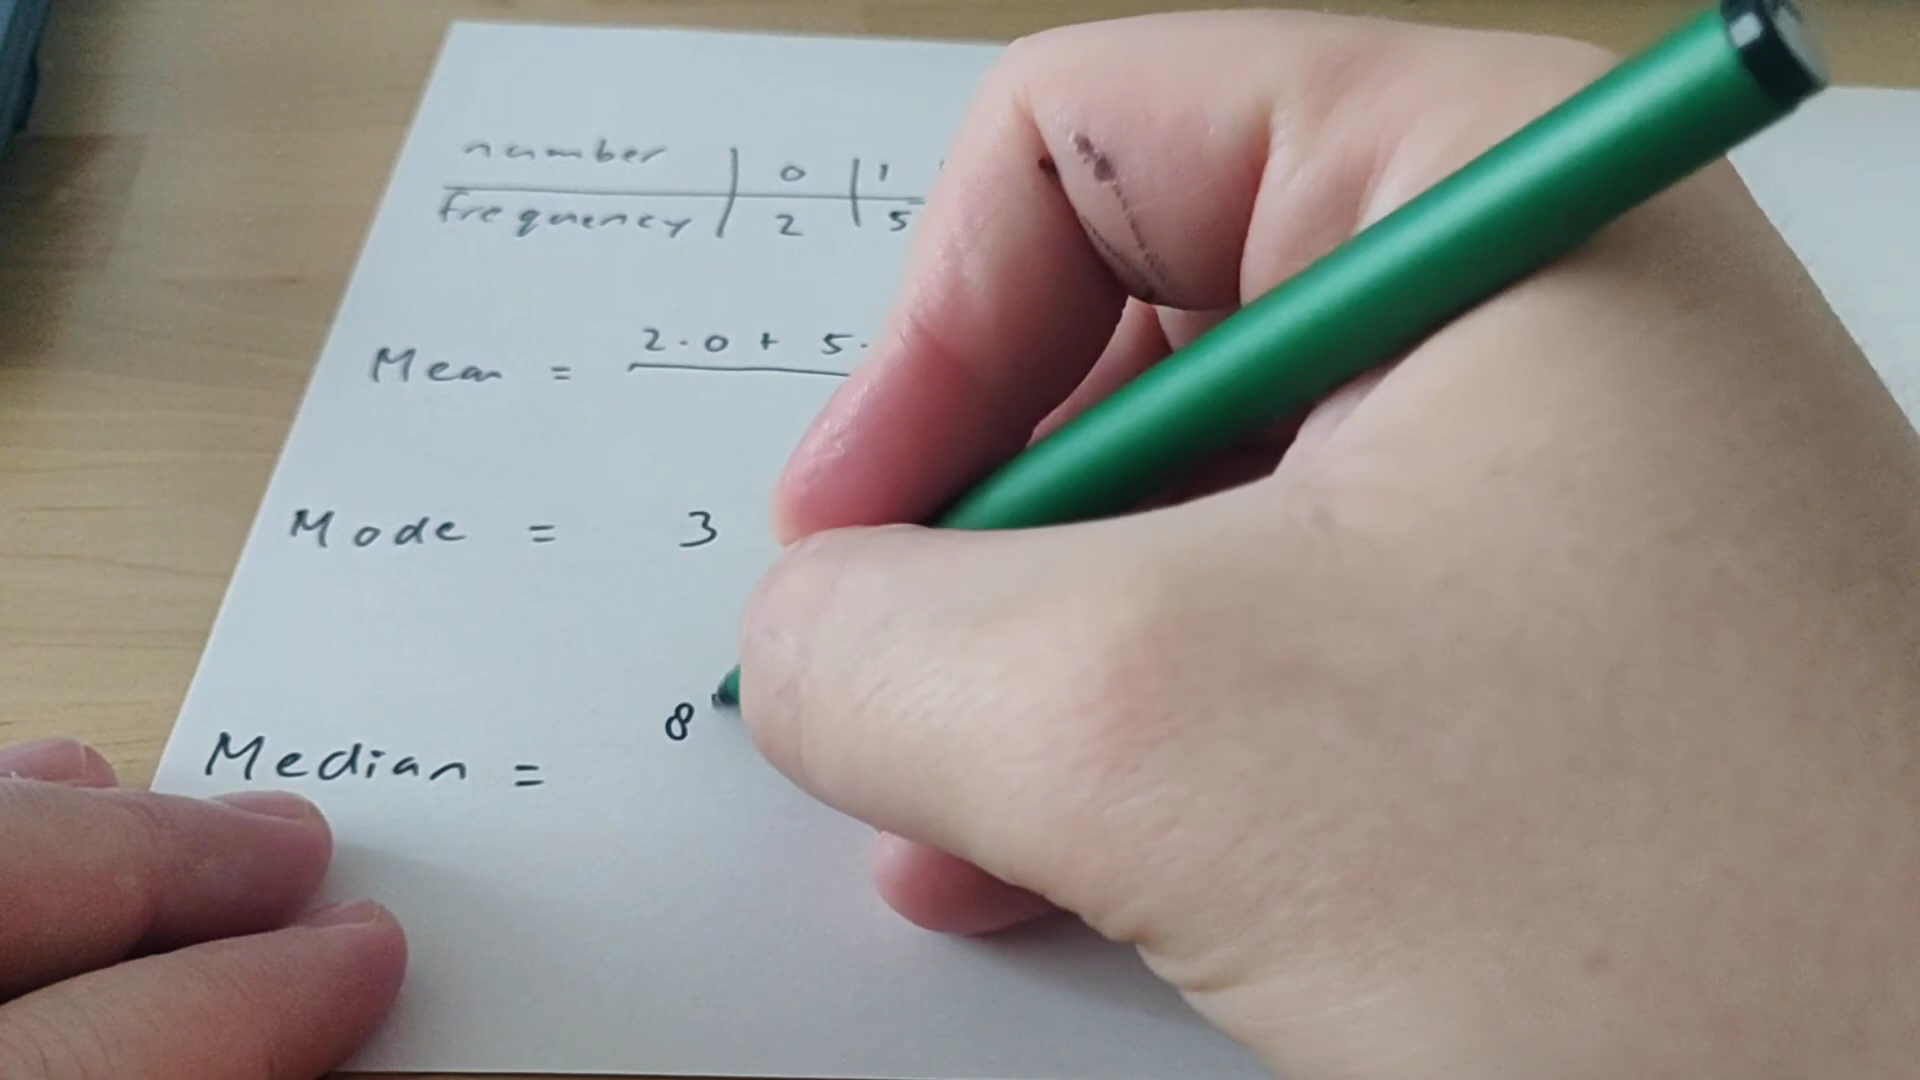 number | 0 | 1
frequency | 2 | 5
Mean = 2·0 + 5·
Mode = 3
8
Median =